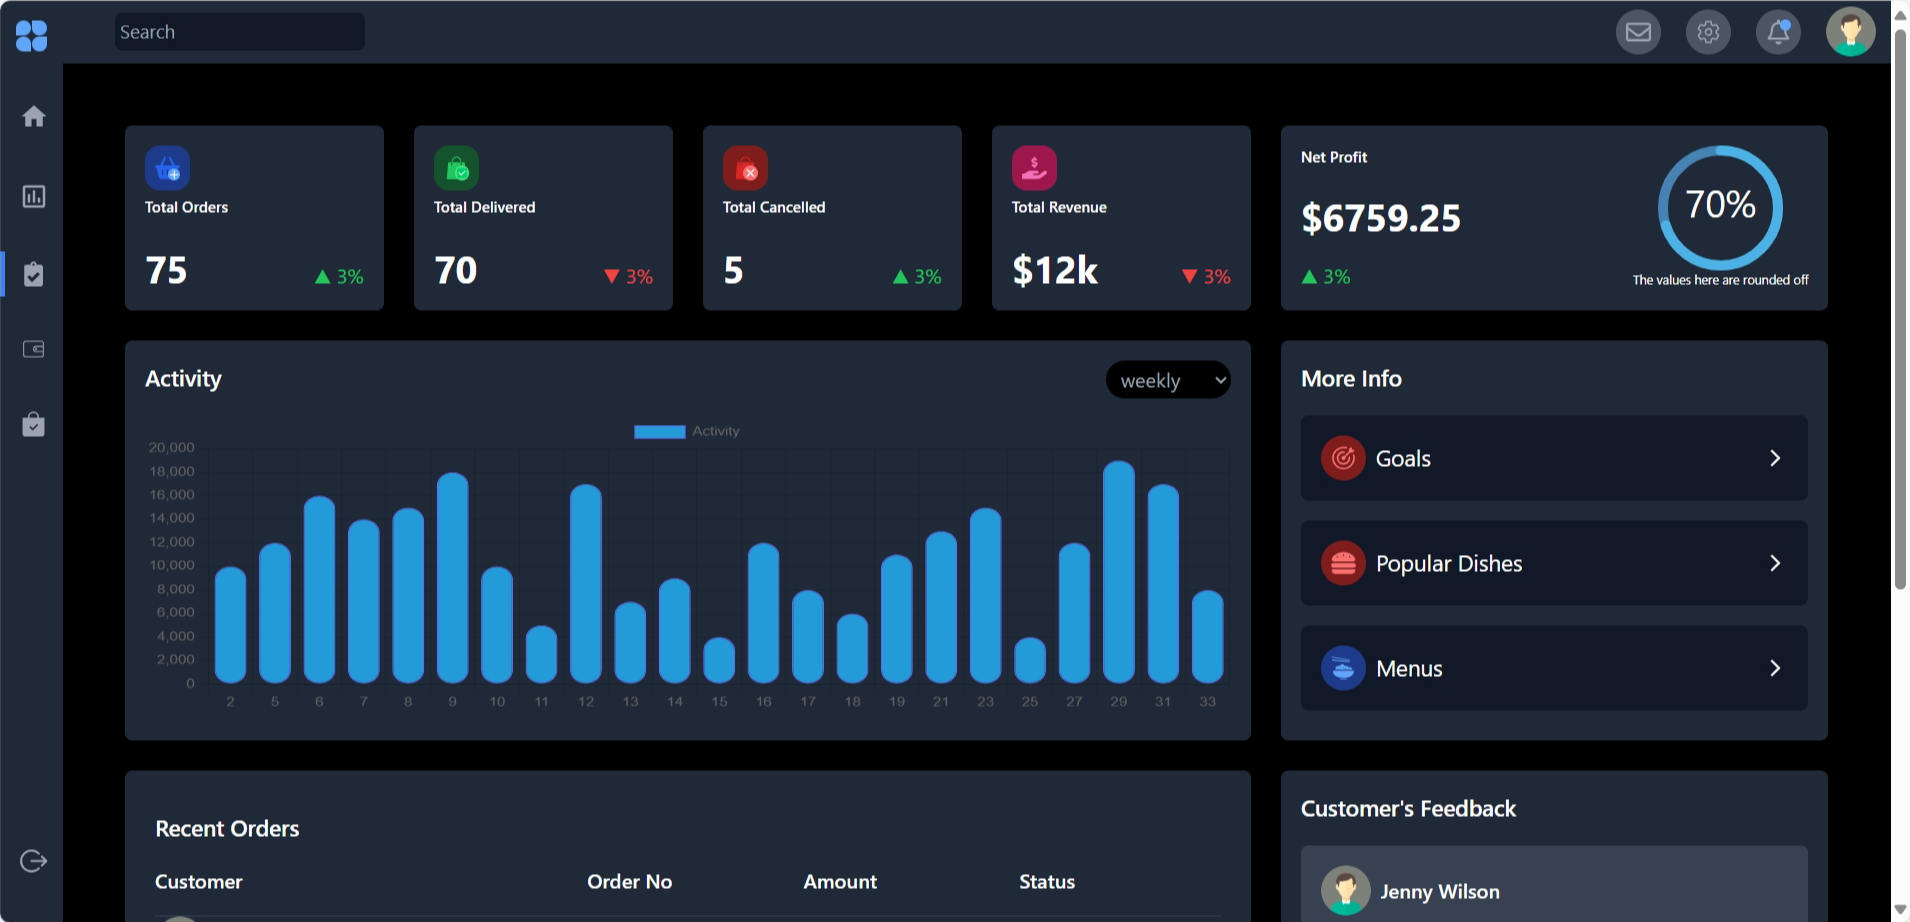 Search
Total Orders
75
3%
Total Delivered
70
3%
Total Cancelled
5
3%
Total Revenue
$12k
3%
Net Profit
$6759.25
3%
70%
The values here are rounded off
Activity
weekly
Activity
20,000
18,000
16,000
14,000
12,000
10,000
8,000
6,000
4,000
2,000
0
2 5 6 7 8 9 10 11 12 13 14 15 16 17 18 19 21 23 25 27 29 31 33
More Info
Goals
Popular Dishes
Menus
Recent Orders
Customer Order No Amount Status
Customer's Feedback
Jenny Wilson